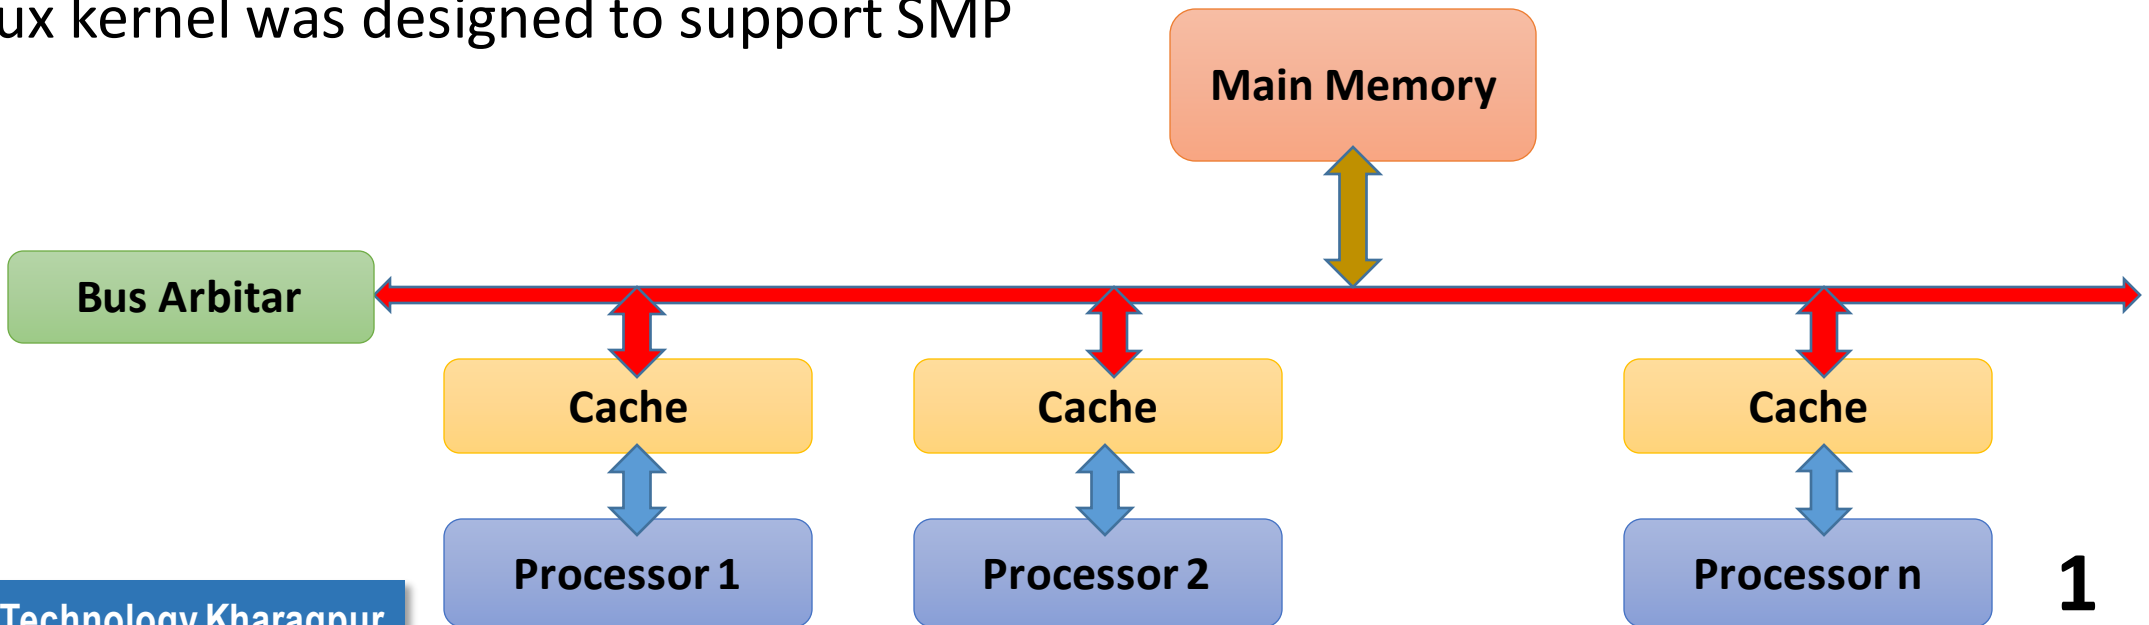 ux kernel was designed to support SMP
Main Memory
Bus Arbitar
Cache Cache Cache
Processor 1 Processor 2 Processor n
1
Technology Kharagpur